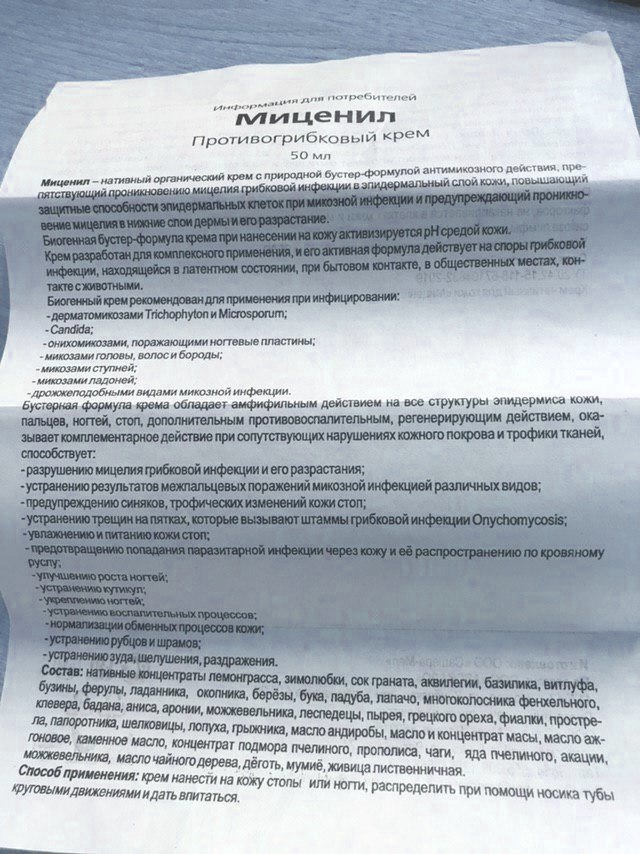 Информация для потребителей
Миценил
Противогрибковый крем
50 мл
Миценил – нативный органический крем с природной бустер-формулой антимикозного действия, пре-
пятствующий проникновению мицелия грибковой инфекции в эпидермальный слой кожи, повышающий
защитные способности эпидермальных клеток при микозной инфекции и предупреждающий проникно-
вение мицелия в нижние слои дермы и его разрастание.
Биогенная бустер-формула крема при нанесении на кожу активизируется pH средой кожи.
Крем разработан для комплексного применения, и его активная формула действует на споры грибковой
инфекции, находящейся в латентном состоянии, при бытовом контакте, в общественных местах, кон-
такте с животными.
Биогенный крем рекомендован для применения при инфицировании:
- дерматомикозами Trichophyton и Microsporum;
- Candida;
- онихомикозами, поражающими ногтевые пластины;
- микозами головы, волос и бороды;
- микозами ступней;
- микозами ладоней;
- дрожжеподобными видами микозной инфекции.
Бустерная формула крема обладает амфифильным действием на все структуры эпидермиса кожи,
пальцев, ногтей, стоп, дополнительным противовоспалительным, регенерирующим действием, ока-
зывает комплементарное действие при сопутствующих нарушениях кожного покрова и трофики тканей,
способствует:
- разрушению мицелия грибковой инфекции и его разрастания;
- устранению результатов межпальцевых поражений микозной инфекцией различных видов;
- предупреждению синяков, трофических изменений кожи стоп;
- устранению трещин на пятках, которые вызывают штаммы грибковой инфекции Onychomycosis;
- увлажнению и питанию кожи стоп;
- предотвращению попадания паразитарной инфекции через кожу и её распространению по кровяному
руслу;
- улучшению роста ногтей;
- устранению кутикул;
- укреплению ногтей;
- устранению воспалительных процессов;
- нормализации обменных процессов кожи;
- устранению рубцов и шрамов;
- устранению зуда, шелушения, раздражения.
Состав: нативные концентраты лемонграсса, зимолюбки, сок граната, аквилегии, базилика, витлуфа,
бузины, ферулы, ладанника, окопника, берёзы, бука, падуба, лапачо, многоколосника фенхельного,
клевера, бадана, аниса, аронии, можжевельника, леспедецы, пырея, грецкого ореха, фиалки, простре-
ла, папоротника, шелковицы, лопуха, грыжника, масло андиробы, масло и концентрат масы, масло аж-
гоновое, каменное масло, концентрат подмора пчелиного, прополиса, чаги, яда пчелиного, акации,
можжевельника, масло чайного дерева, дёготь, мумиё, живица лиственничная.
Способ применения: крем нанести на кожу стопы или ногти, распределить при помощи носика тубы
круговыми движениями и дать впитаться.